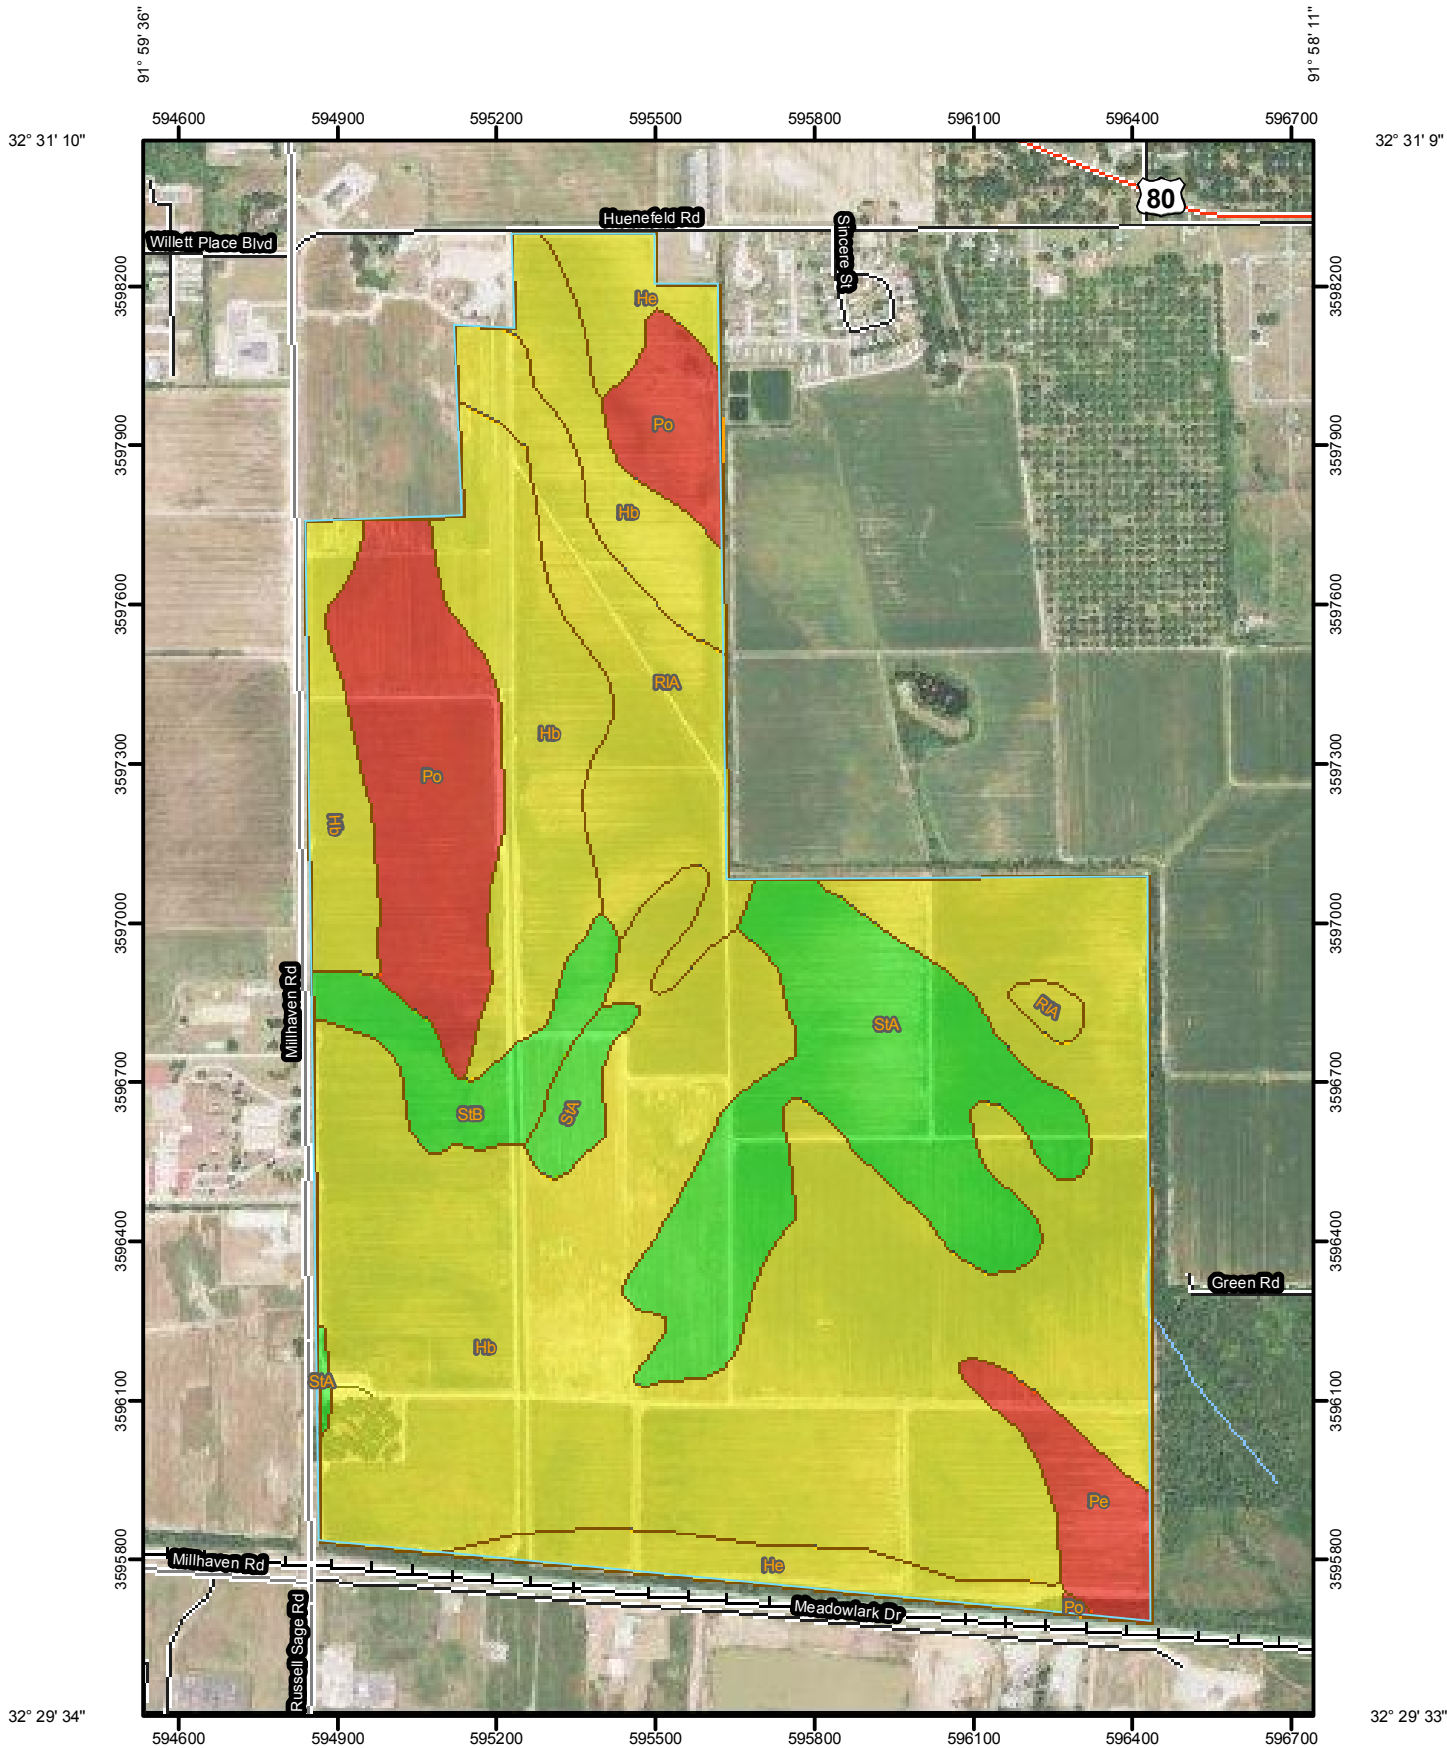 91° 59' 36"
91° 58' 11"
594600
594900
595200
595500
595800
596100
596400
596700
32° 31' 10"
32° 31' 9"
80
Huenefeld Rd
Willett Place Blvd
Sincere St
3598200
3598200
He
Po
3597900
3597900
Hb
3597600
3597600
RlA
Hb
3597300
3597300
Po
Hb
3597000
3597000
Millhaven Rd
RlA
StA
3596700
3596700
StB
StA
3596400
3596400
Green Rd
Hb
StA
3596100
3596100
Pe
3595800
3595800
Millhaven Rd
He
Po
Meadowlark Dr
Russell Sage Rd
32° 29' 34"
32° 29' 33"
594600
594900
595200
595500
595800
596100
596400
596700